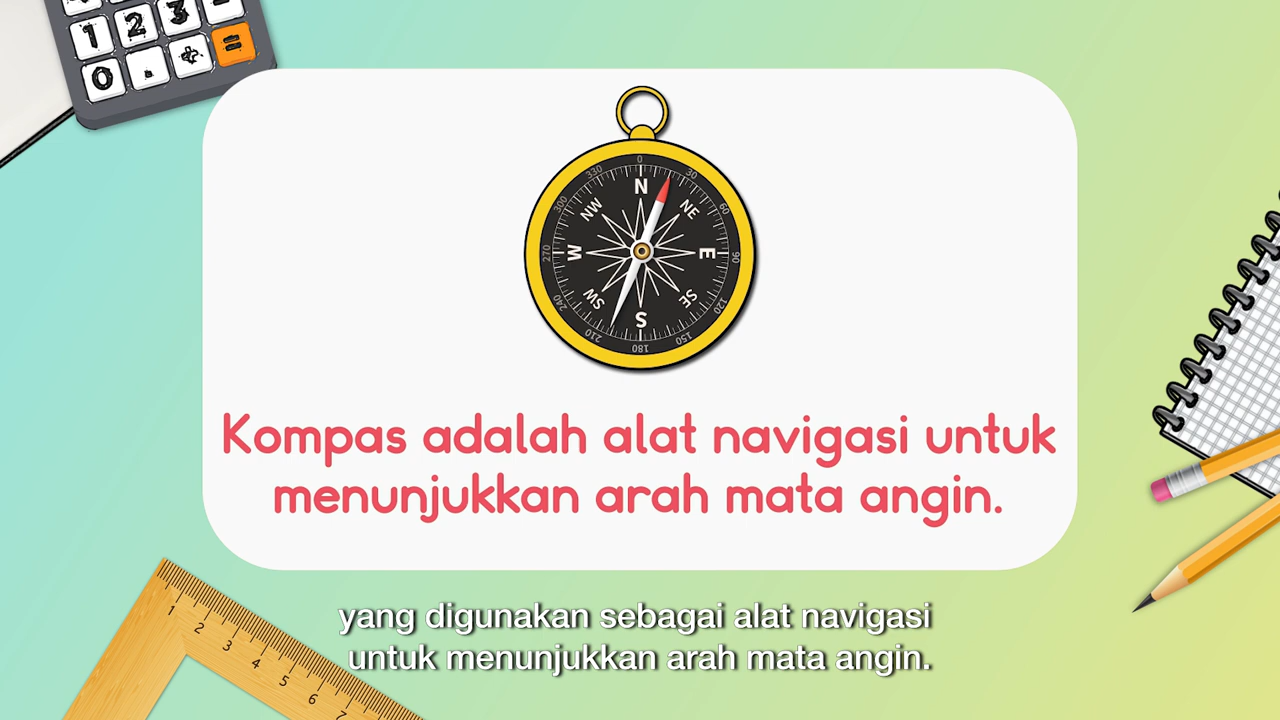 1 2 3
0 . ÷ =
0
330 30
N
300 NW NE 60
270 W E 90
240 SW SE 120
S
210 150
180
Kompas adalah alat navigasi untuk
menunjukkan arah mata angin.
1 2 3 4 5 6 7
yang digunakan sebagai alat navigasi
untuk menunjukkan arah mata angin.